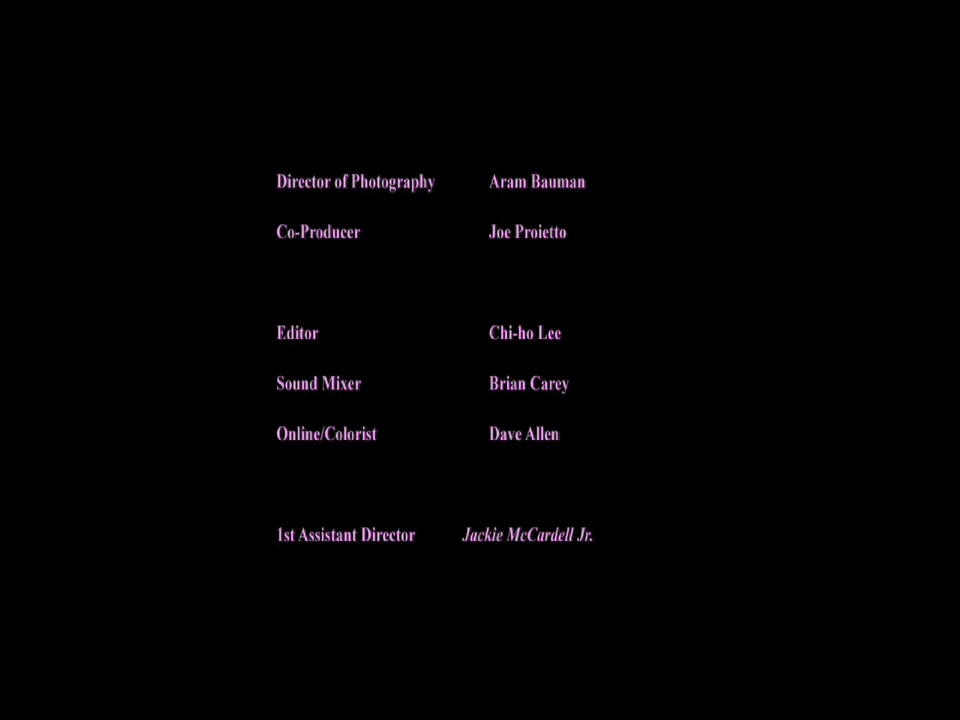 Director of Photography Aram Bauman
Co-Producer Joe Proietto
Editor Chi-ho Lee
Sound Mixer Brian Carey
Online/Colorist Dave Allen
1st Assistant Director Jackie McCardell Jr.